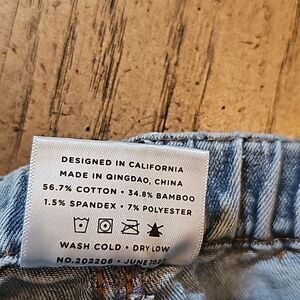 DESIGNED IN CALIFORNIA
MADE IN QINGDAO, CHINA
56.7% COTTON • 34.8% BAMBOO
1.5% SPANDEX • 7% POLYESTER
WASH COLD • DRY LOW
NO.202206 • JUNE